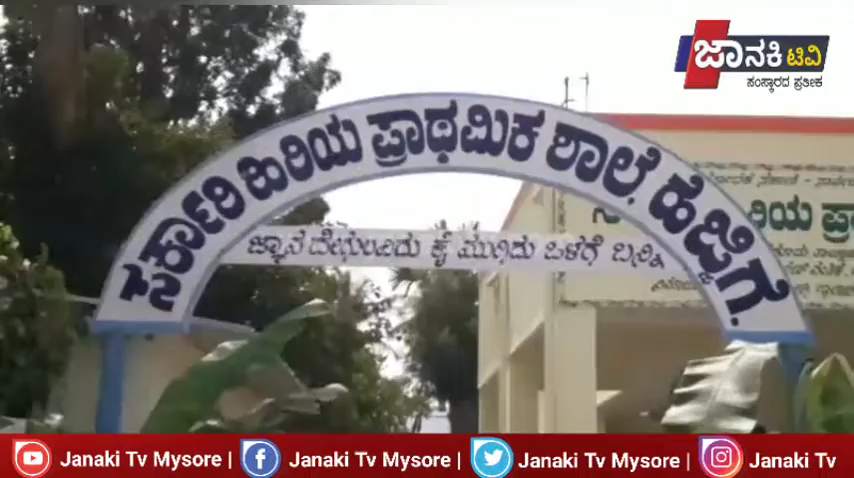 ಜಾನಕಿ ಟಿವಿ
ಸಂಸ್ಕಾರದ ಪ್ರತೀಕ
ಸರ್ಕಾರಿ ಹಿರಿಯ ಪ್ರಾಥಮಿಕ ಶಾಲೆ, ಹೆಜ್ಜಿಗೆ.
ಜ್ಞಾನ ದೇಗುಲವಿದು ಕೈ ಮುಗಿದು ಒಳಗೆ ಬನ್ನಿ
Janaki Tv Mysore | Janaki Tv Mysore | Janaki Tv Mysore | Janaki Tv